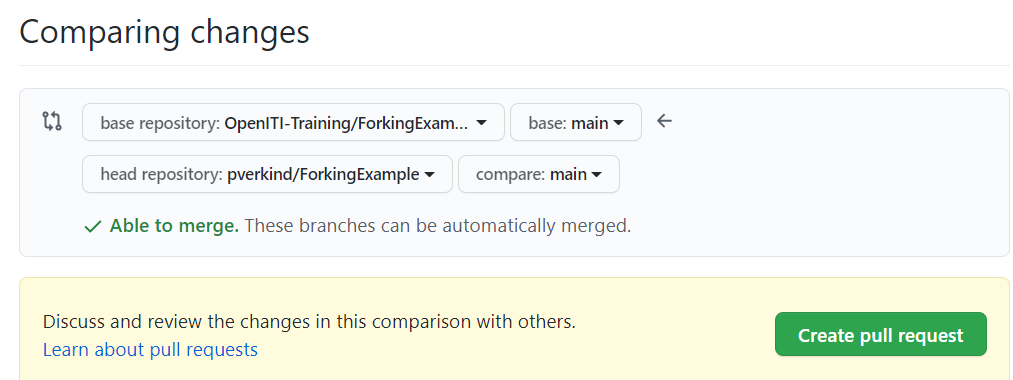 Comparing changes
base repository: OpenITI-Training/ForkingExam... base: main
head repository: pverkind/ForkingExample compare: main
Able to merge. These branches can be automatically merged.
Discuss and review the changes in this comparison with others.
Learn about pull requests
Create pull request